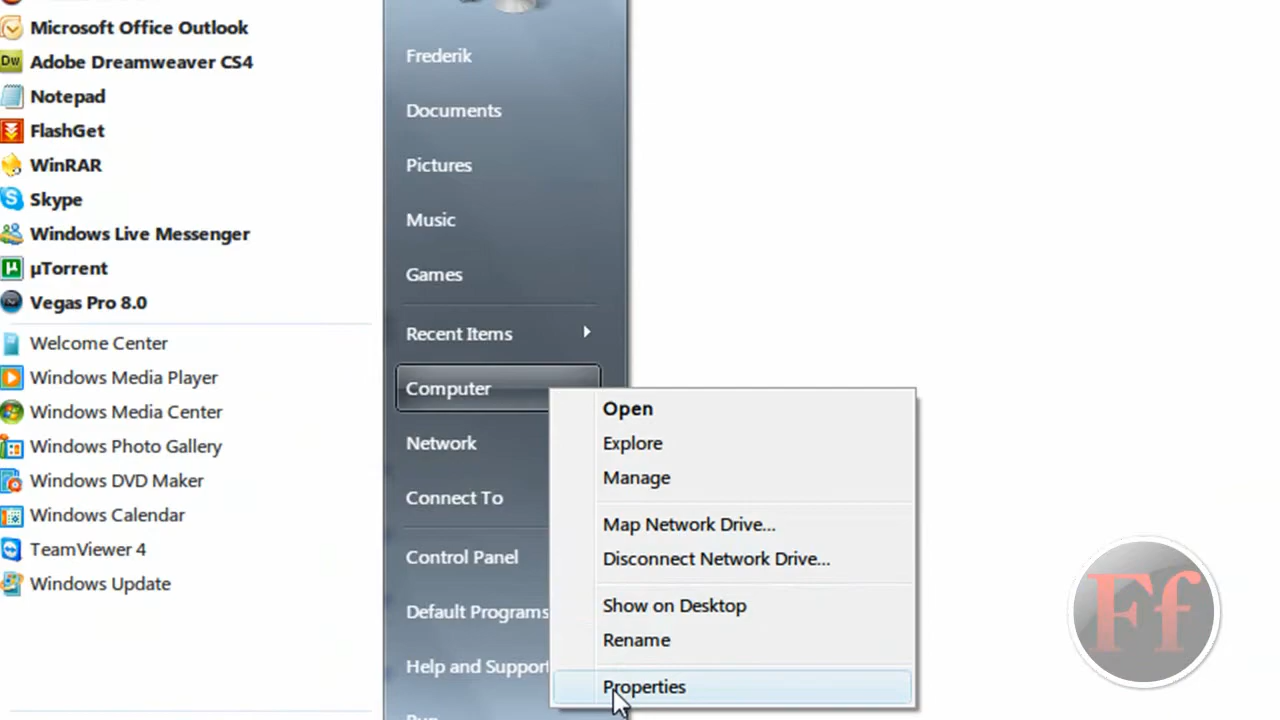 Microsoft Office Outlook
Adobe Dreamweaver CS4
Notepad
FlashGet
WinRAR
Skype
Windows Live Messenger
µTorrent
Vegas Pro 8.0
Welcome Center
Windows Media Player
Windows Media Center
Windows Photo Gallery
Windows DVD Maker
Windows Calendar
TeamViewer 4
Windows Update
Frederik
Documents
Pictures
Music
Games
Recent Items
Computer
Network
Connect To
Control Panel
Default Programs
Help and Support
Open
Explore
Manage
Map Network Drive...
Disconnect Network Drive...
Show on Desktop
Rename
Properties
Dw
Ff